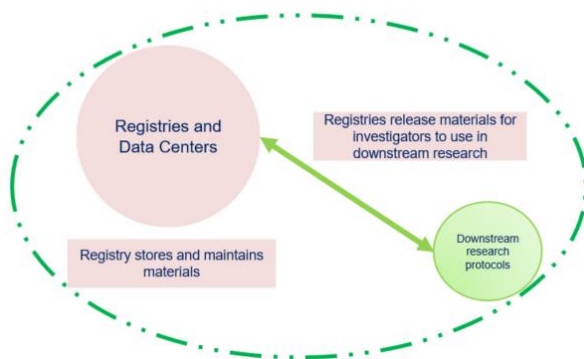 Registries and
Data Centers
Registries release materials for
investigators to use in
downstream research
Registry stores and maintains
materials
Downstream
research
protocols